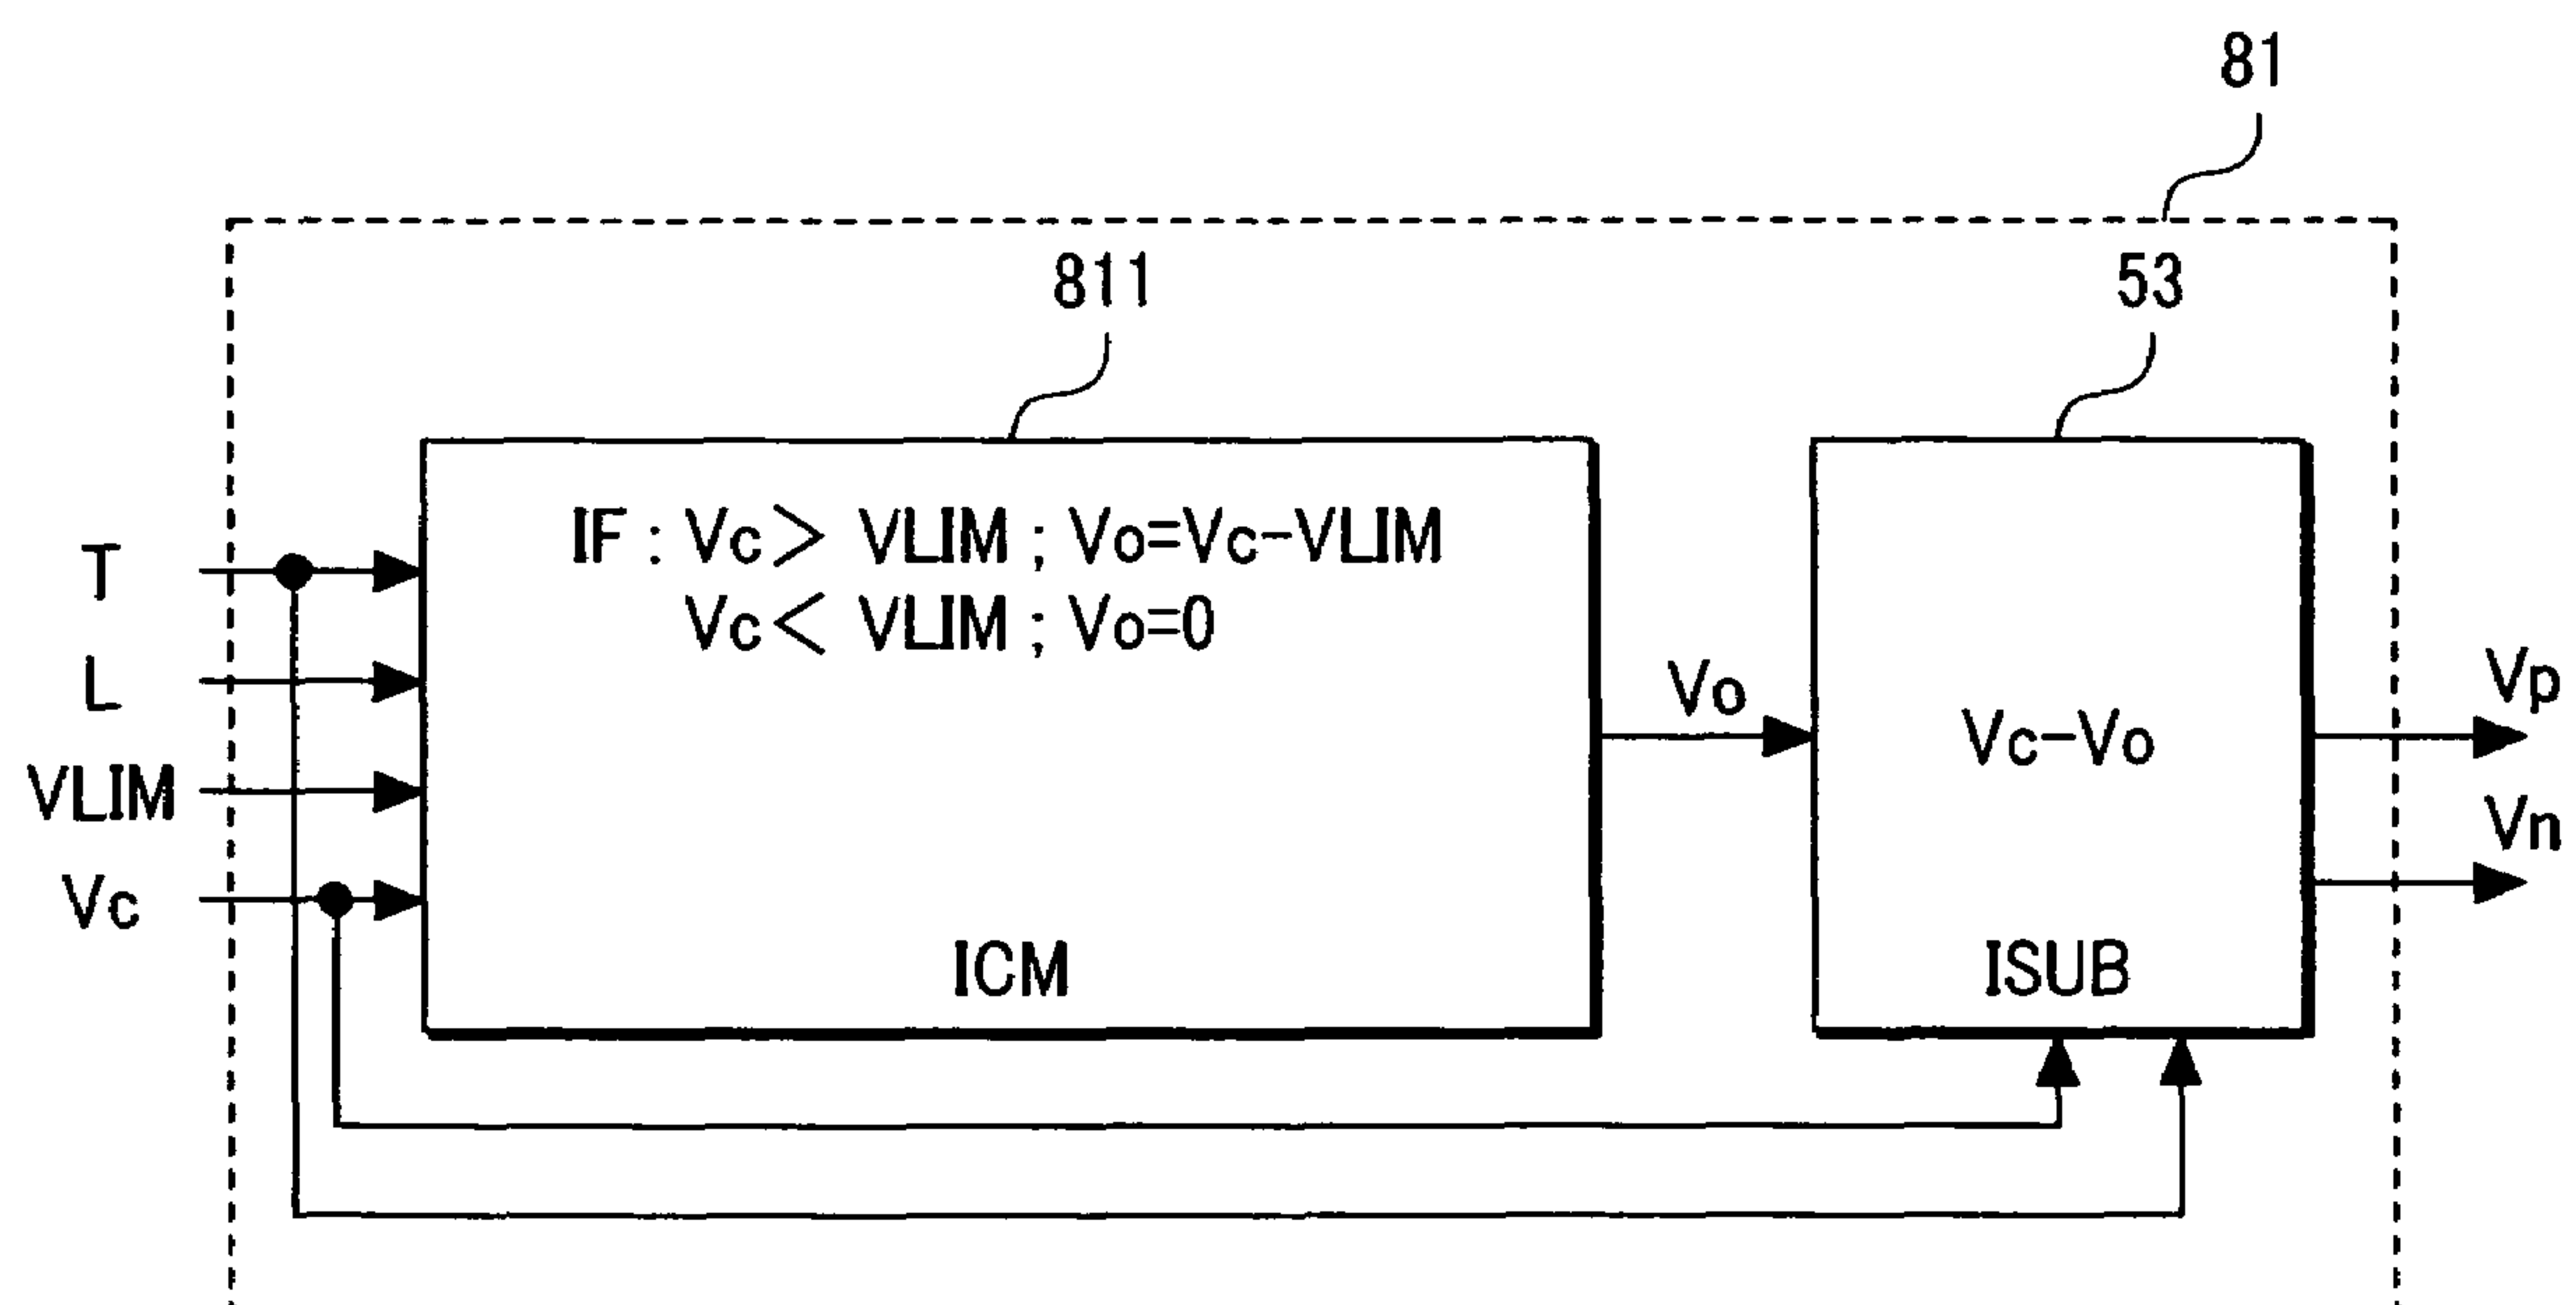 81
811
53
IF : Vc > VLIM ; Vo=Vc-VLIM
Vc < VLIM ; Vo=0
T
L
VLIM
Vc
Vo
Vc-Vo
Vp
Vn
ICM
ISUB